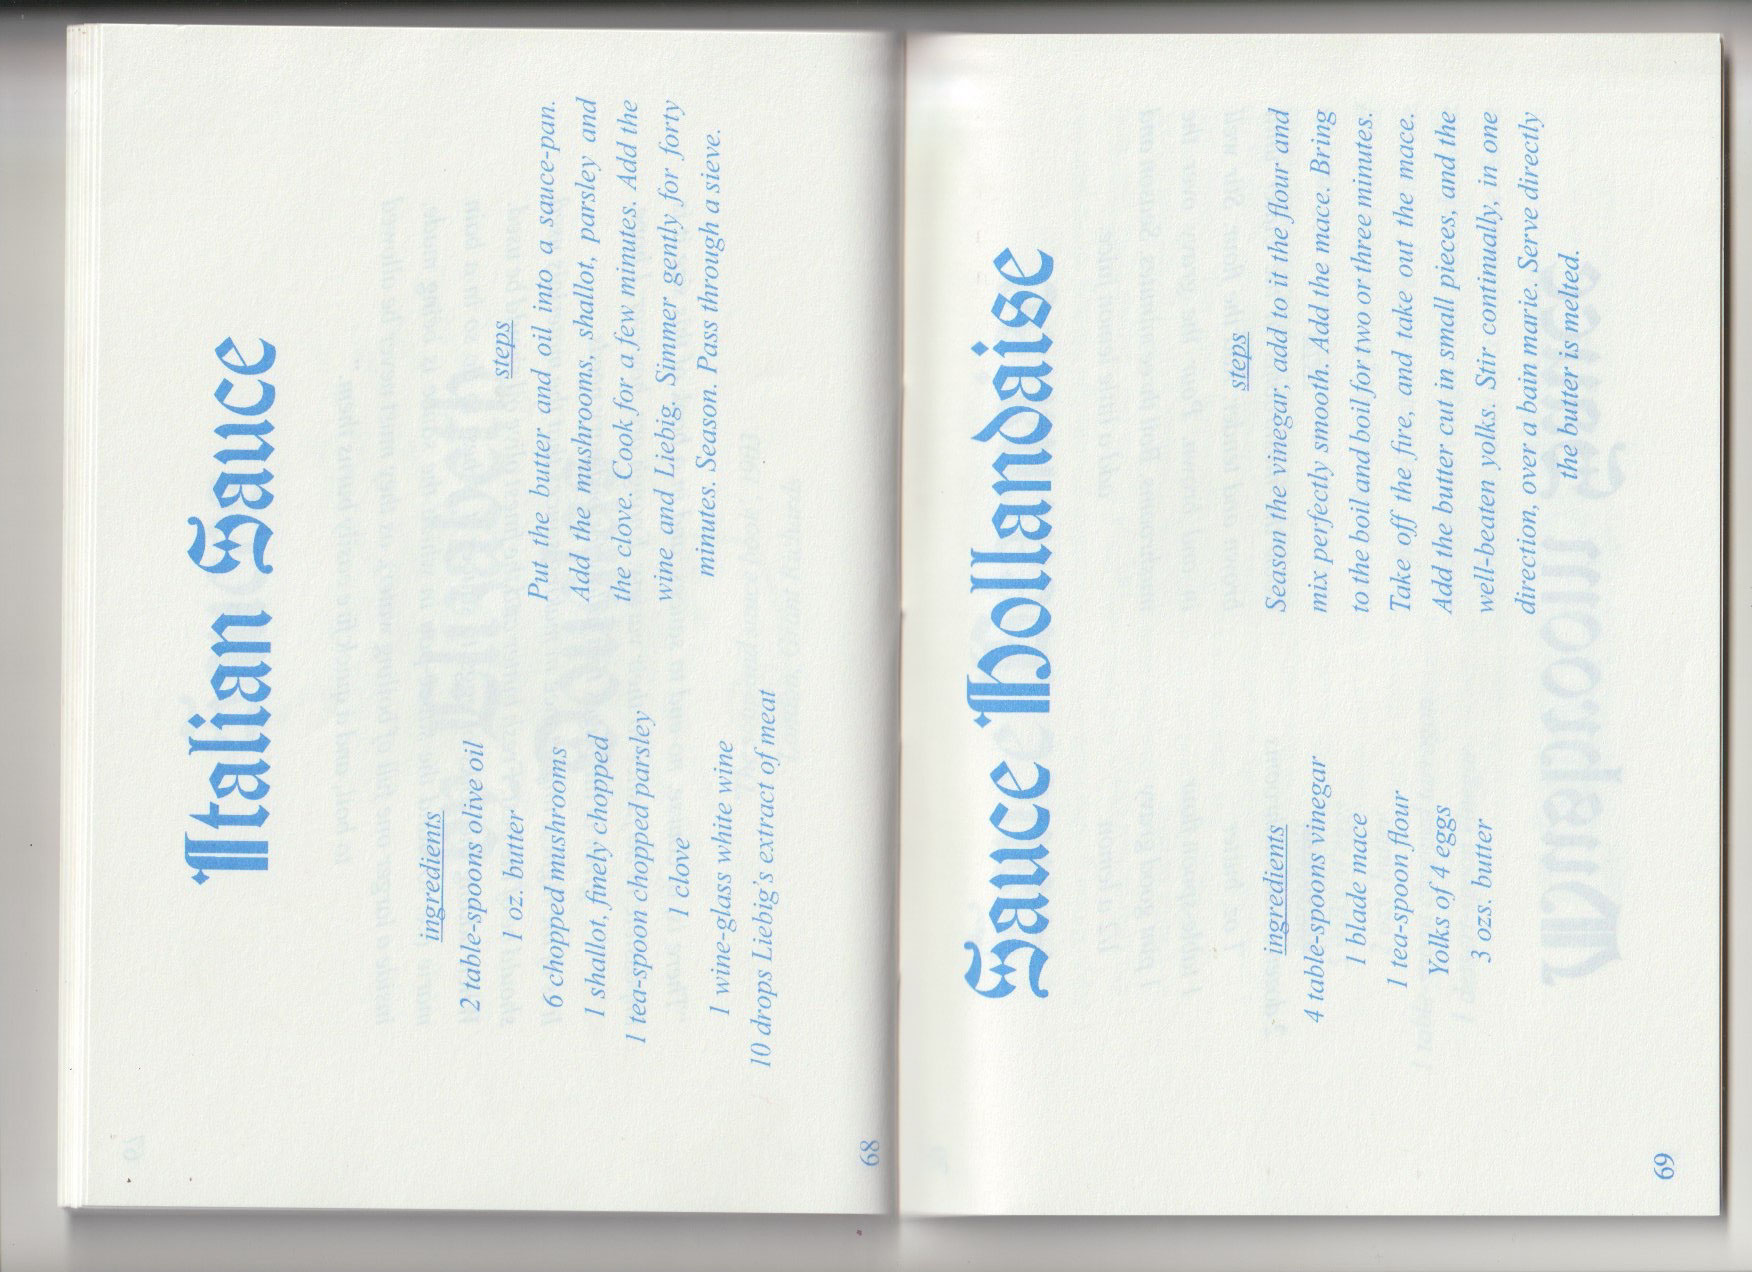 Italian Sauce
ingredients
2 table-spoons olive oil
1 oz. butter
6 chopped mushrooms
1 shallot, finely chopped
1 tea-spoon chopped parsley
1 clove
1 wine-glass white wine
10 drops Liebig's extract of meat
steps
Put the butter and oil into a sauce-pan.
Add the mushrooms, shallot, parsley and
the clove. Cook for a few minutes. Add the
wine and Liebig. Simmer gently for forty
minutes. Season. Pass through a sieve.
68
Sauce Hollandaise
ingredients
4 table-spoons vinegar
1 blade mace
1 tea-spoon flour
Yolks of 4 eggs
3 ozs. butter
steps
Season the vinegar, add to it the flour and
mix perfectly smooth. Add the mace. Bring
to the boil and boil for two or three minutes.
Take off the fire, and take out the mace.
Add the butter cut in small pieces, and the
well-beaten yolks. Stir continually, in one
direction, over a bain marie. Serve directly
the butter is melted.
69